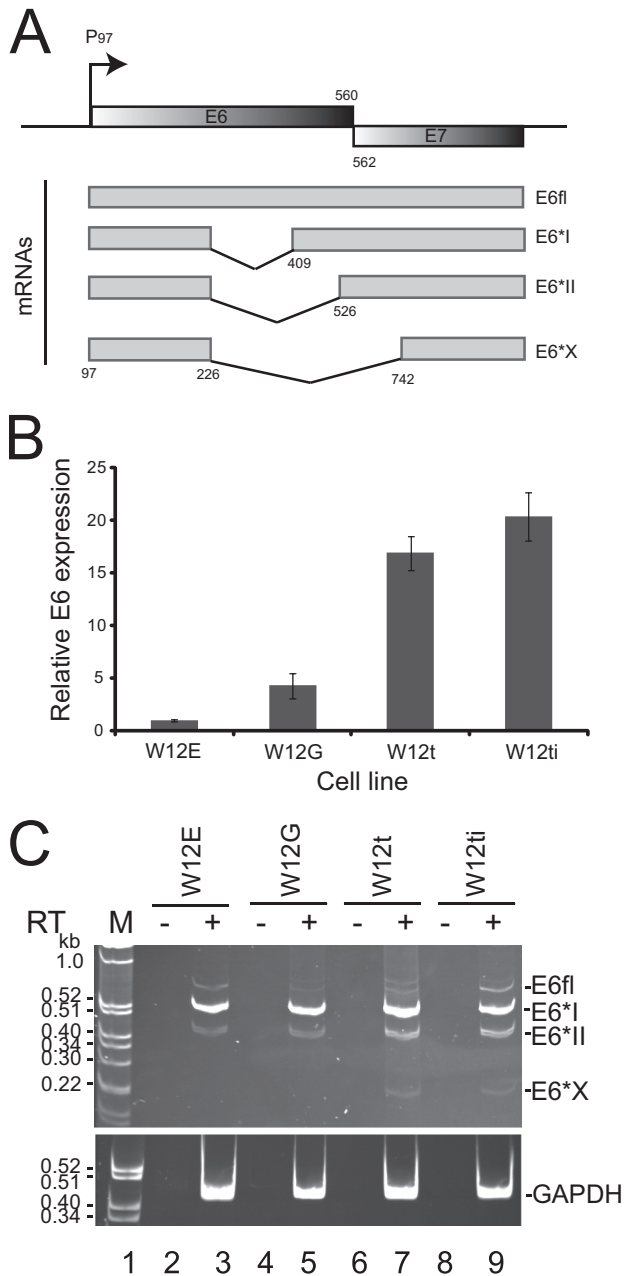 A
P97
560
E6
E7
562
mRNAs
E6fl
E6*I
409
E6*II
526
E6*X
97 226 742
B
Relative E6 expression
25
20
15
10
5
0
W12E W12G W12t W12ti
Cell line
C
W12E W12G W12t W12ti
RT M - + - + - + - +
kb
1.0
0.52
0.51
0.40
0.34
0.30
0.22
-E6fl
-E6*I
-E6*II
-E6*X
0.52
0.51
0.40
0.34
-GAPDH
1 2 3 4 5 6 7 8 9